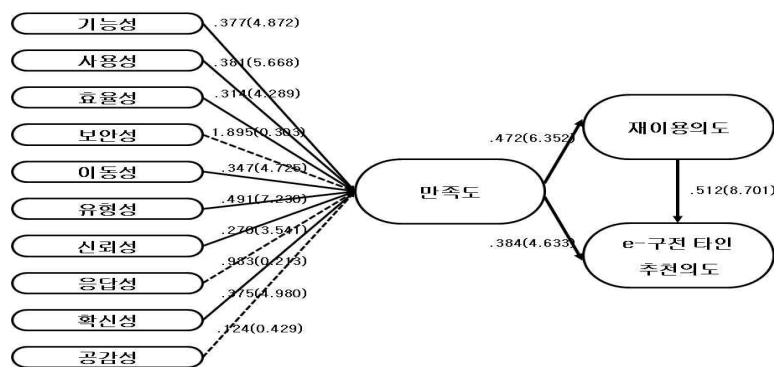 기능성
.377(4.872)
사용성
.381(5.668)
효율성
.314(4.289)
보안성
1.895(0.303)
이동성
.347(4.725)
유형성
.491(7.230)
신뢰성
.270(3.541)
응답성
.983(0.213)
확신성
.375(4.980)
공감성
.124(0.429)
만족도
.472(6.352)
재이용의도
.512(8.701)
.384(4.633)
e-구전 타인
추천의도